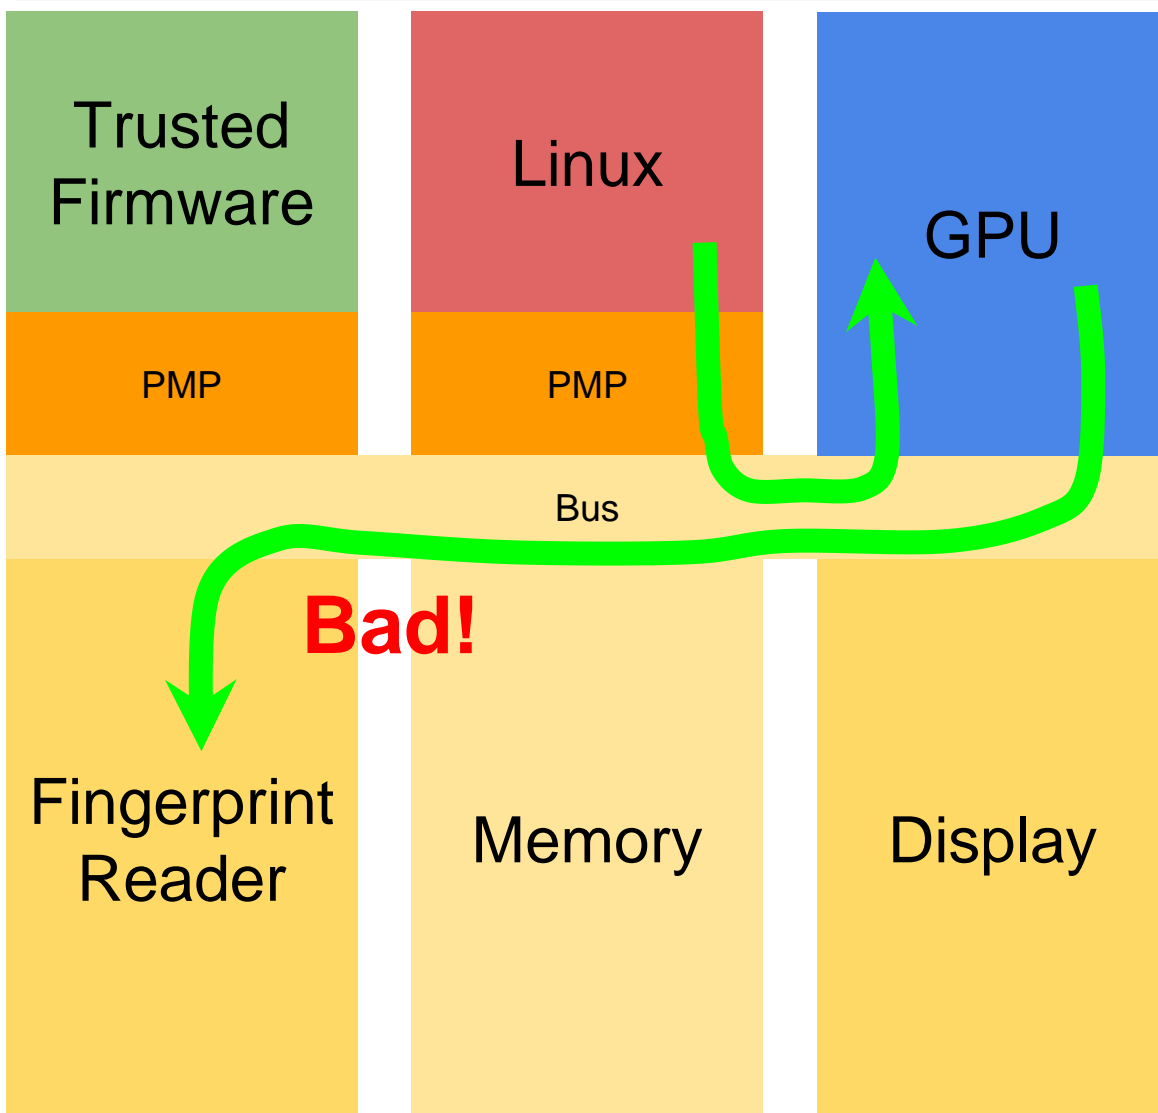 Trusted
Firmware
Linux
GPU
PMP
PMP
Bus
Bad!
Fingerprint
Reader
Memory
Display